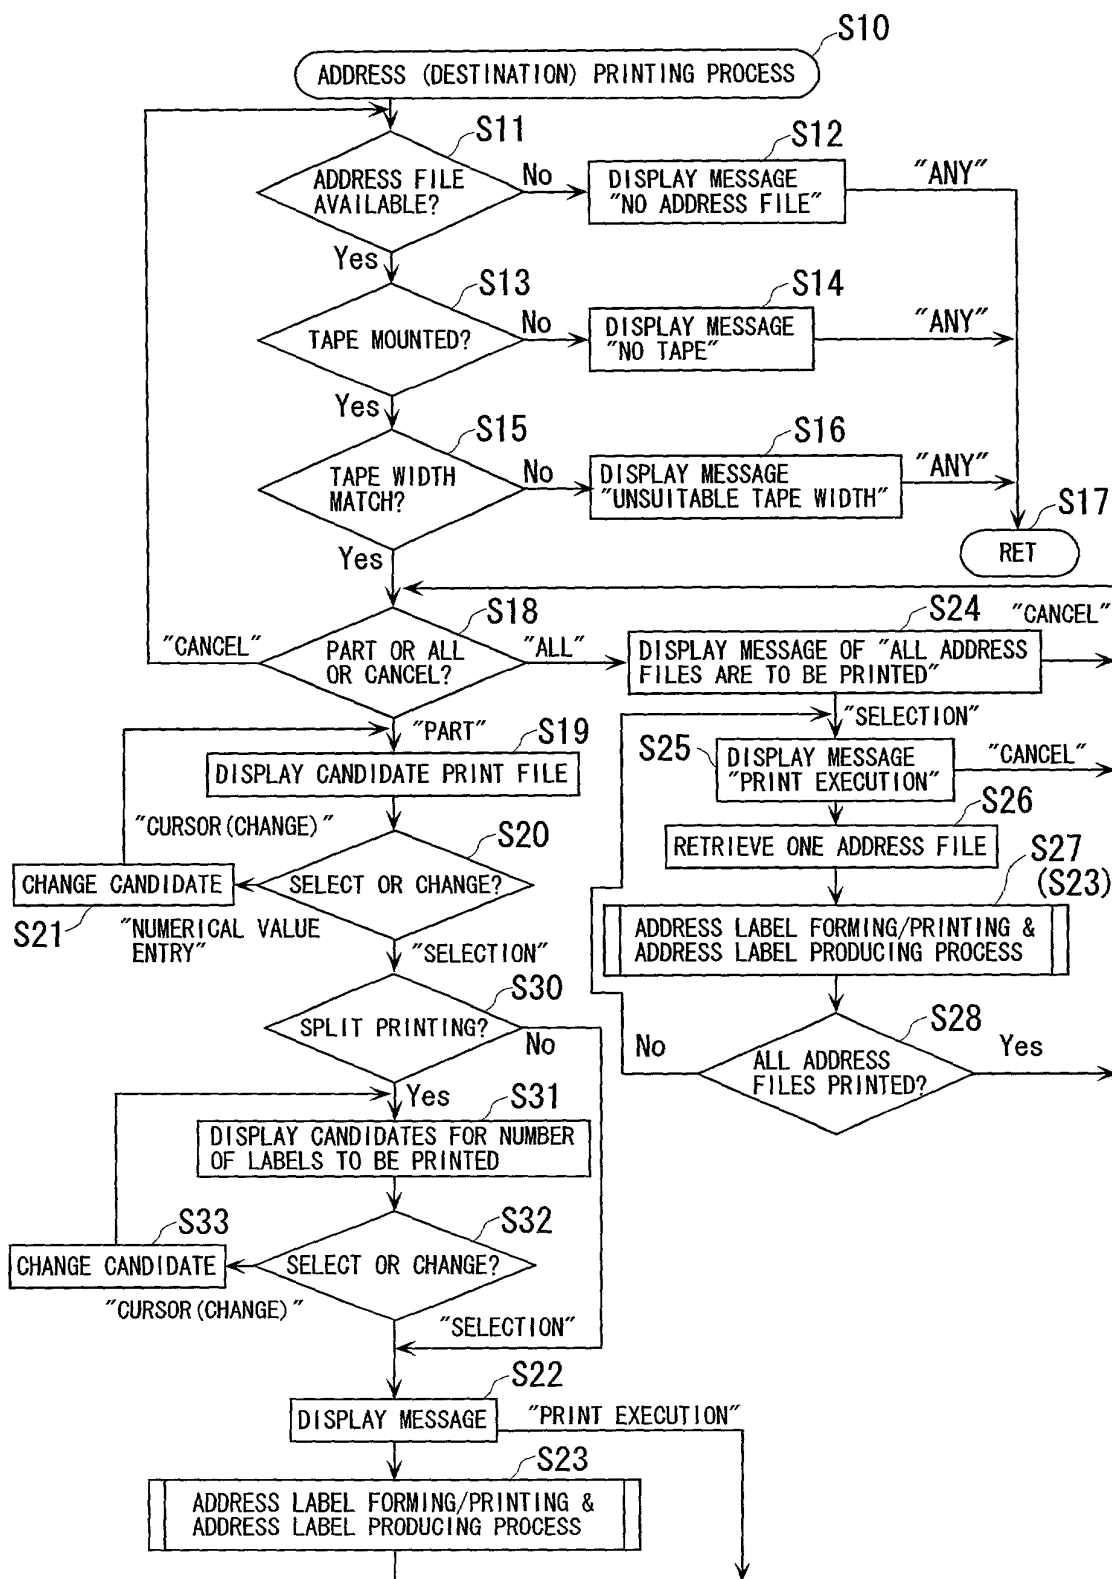 S10
ADDRESS (DESTINATION) PRINTING PROCESS
S11
ADDRESS FILE
AVAILABLE?
No
S12
DISPLAY MESSAGE
"NO ADDRESS FILE"
"ANY"
Yes
S13
TAPE MOUNTED?
No
S14
DISPLAY MESSAGE
"NO TAPE"
"ANY"
Yes
S15
TAPE WIDTH
MATCH?
No
S16
DISPLAY MESSAGE
"UNSUITABLE TAPE WIDTH"
"ANY"
S17
RET
Yes
S18
PART OR ALL
OR CANCEL?
"CANCEL"
"ALL"
S24
DISPLAY MESSAGE OF "ALL ADDRESS
FILES ARE TO BE PRINTED"
"CANCEL"
"PART"
S19
DISPLAY CANDIDATE PRINT FILE
"SELECTION"
S25
DISPLAY MESSAGE
"PRINT EXECUTION"
"CANCEL"
"CURSOR(CHANGE)"
S20
SELECT OR CHANGE?
CHANGE CANDIDATE
S21
"NUMERICAL VALUE
ENTRY"
"SELECTION"
S26
RETRIEVE ONE ADDRESS FILE
S27
(S23)
ADDRESS LABEL FORMING/PRINTING &
ADDRESS LABEL PRODUCING PROCESS
S28
ALL ADDRESS
FILES PRINTED?
No
Yes
S30
SPLIT PRINTING?
No
Yes
S31
DISPLAY CANDIDATES FOR NUMBER
OF LABELS TO BE PRINTED
S32
SELECT OR CHANGE?
S33
CHANGE CANDIDATE
"CURSOR(CHANGE)"
"SELECTION"
S22
DISPLAY MESSAGE
"PRINT EXECUTION"
S23
ADDRESS LABEL FORMING/PRINTING &
ADDRESS LABEL PRODUCING PROCESS